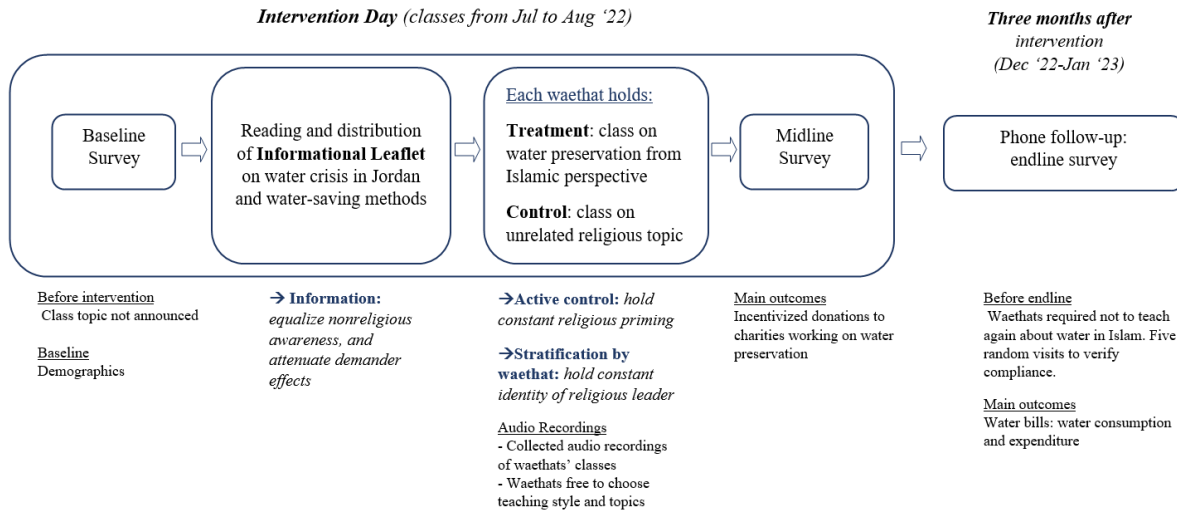 Intervention Day (classes from Jul to Aug ‘22)
Three months after
intervention
(Dec ‘22-Jan ‘23)
Baseline
Survey
Reading and distribution
of Informational Leaflet
on water crisis in Jordan
and water-saving methods
Each waethat holds:
Treatment: class on
water preservation from
Islamic perspective
Control: class on
unrelated religious topic
Midline
Survey
Phone follow-up:
endline survey
Before intervention
Class topic not announced
Baseline
Demographics
→ Information:
equalize nonreligious
awareness, and
attenuate demander
effects
→Active control: hold
constant religious priming
→Stratification by
waethat: hold constant
identity of religious leader
Audio Recordings
- Collected audio recordings
of waethats’ classes
- Waethats free to choose
teaching style and topics
Main outcomes
Incentivized donations to
charities working on water
preservation
Before endline
Waethats required not to teach
again about water in Islam. Five
random visits to verify
compliance.
Main outcomes
Water bills: water consumption
and expenditure